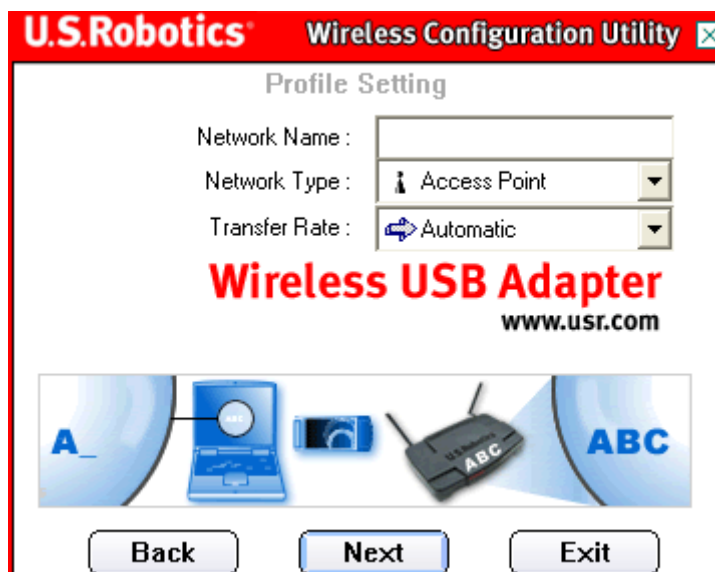 U.S.Robotics® Wireless Configuration Utility
Profile Setting
Network Name :
Network Type : Access Point
Transfer Rate : Automatic
Wireless USB Adapter
www.usr.com
A_ ABC U.S.Robotics ABC ABC
Back Next Exit